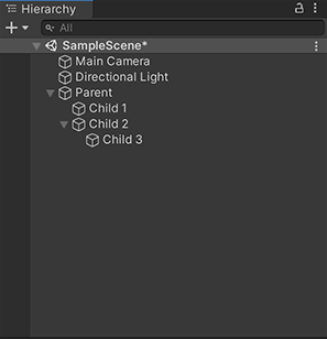 Hierarchy
All
SampleScene*
Main Camera
Directional Light
Parent
Child 1
Child 2
Child 3